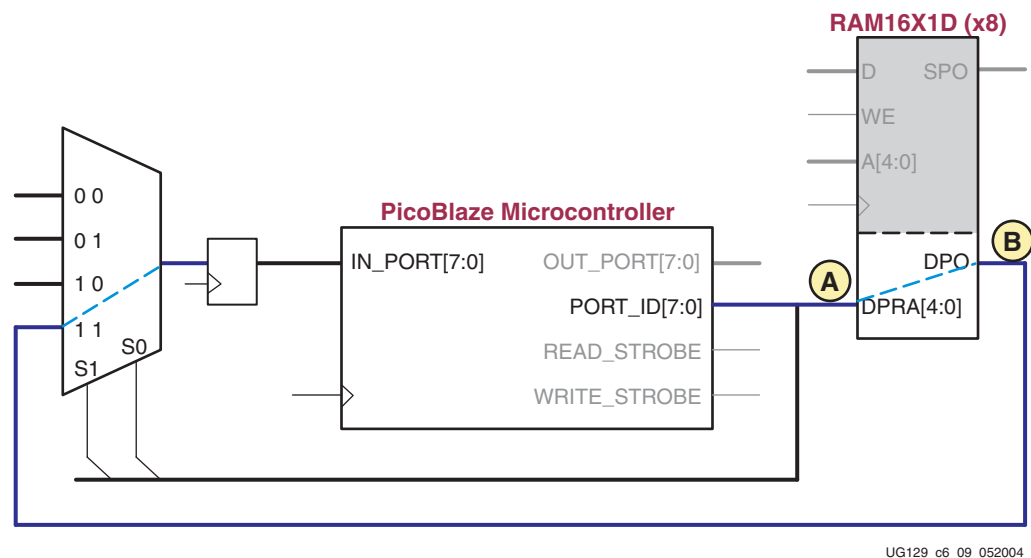 RAM16X1D (x8)
D SPO
WE
A[4:0]
0 0
0 1
1 0
1 1
S0
S1
PicoBlaze Microcontroller
IN_PORT[7:0] OUT_PORT[7:0]
PORT_ID[7:0]
READ_STROBE
WRITE_STROBE
A
B
DPO
DPRA[4:0]
UG129_c6_09_052004